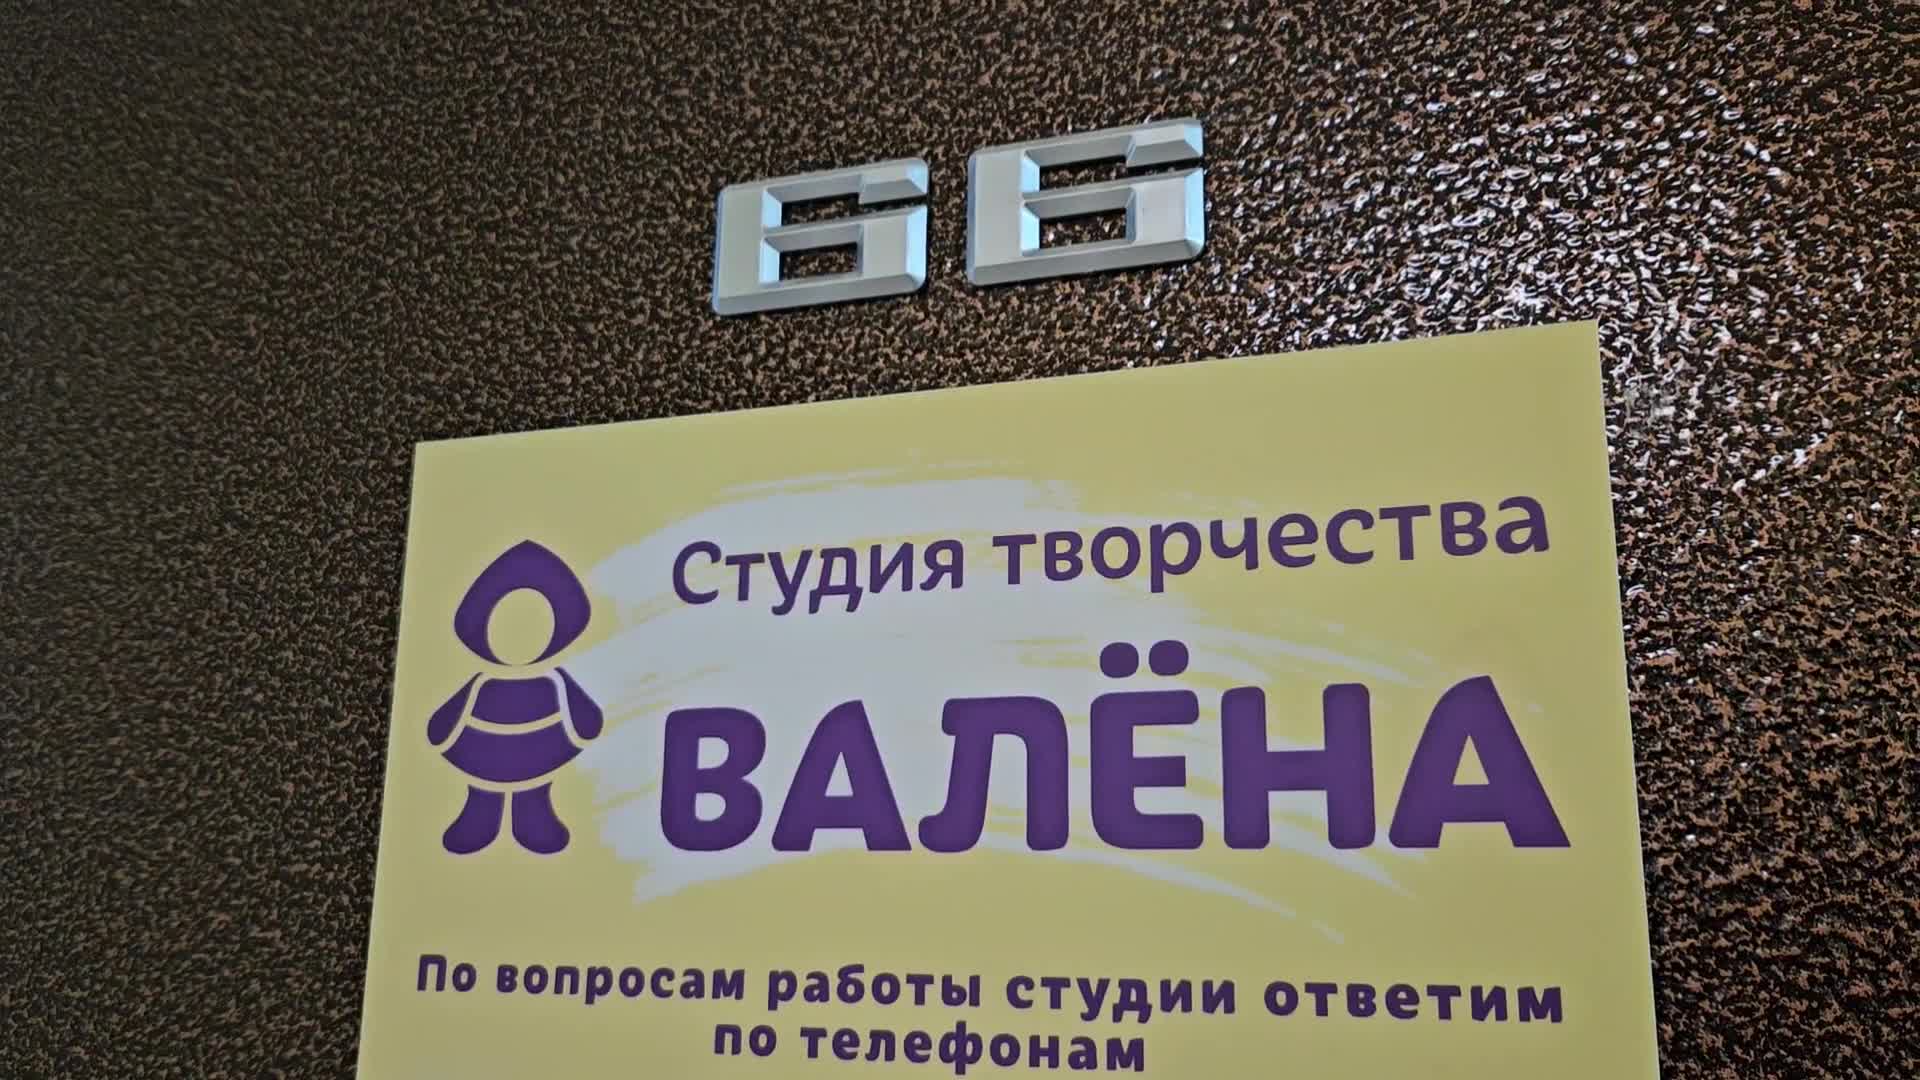 66
Студия творчества
ВАЛЁНА
По вопросам работы студии ответим
по телефонам